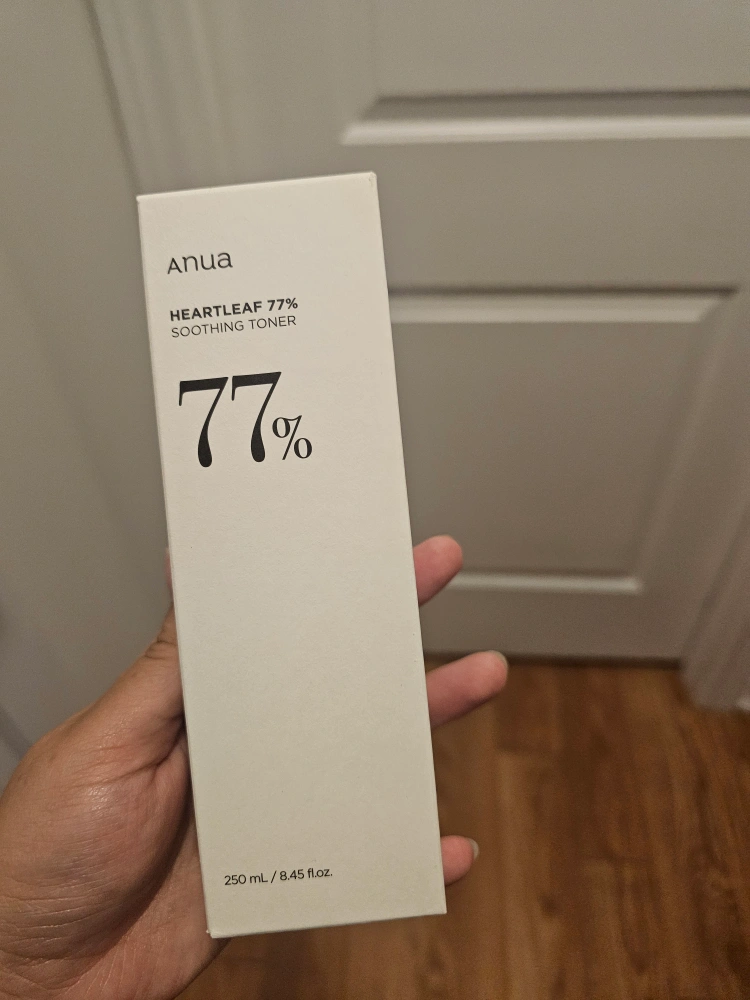 Anua
HEARTLEAF 77%
SOOTHING TONER
77%
250 mL / 8.45 fl.oz.